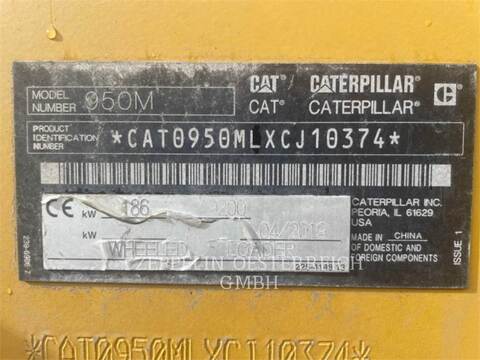 MODEL NUMBER 950M
CAT® CATERPILLAR®
CAT® CATERPILLAR®
PRODUCT IDENTIFICATION NUMBER *CAT0950MLXCJ10374*
CE kW 186
kW 04/2019
WHEELED LOADER
CATERPILLAR INC.
PEORIA, IL 61629
USA
MADE IN CHINA
OF DOMESTIC AND
FOREIGN COMPONENTS
ISSUE 1
ZEPPELIN ÖSTERREICH
GMBH
*CAT0950MLXCJ10374*